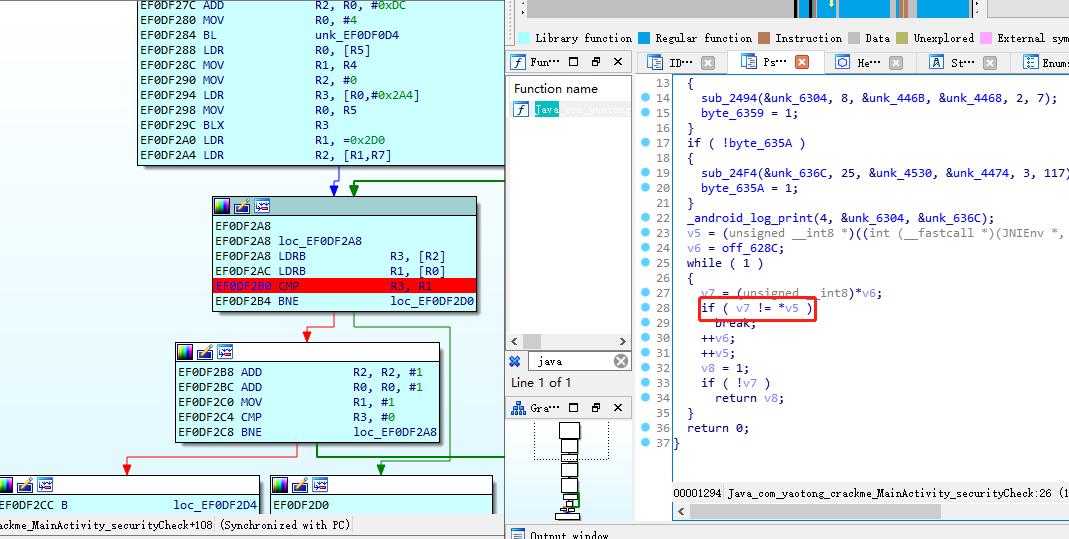 EF0DF27C ADD R2, R0, #0xDC
EF0DF280 MOV R0, #4
EF0DF284 BL unk_EF0DF0D4
EF0DF288 LDR R0, [R5]
EF0DF28C MOV R1, R4
EF0DF290 MOV R2, #0
EF0DF294 LDR R3, [R0,#0x2A4]
EF0DF298 MOV R0, R5
EF0DF29C BLX R3
EF0DF2A0 LDR R1, =0x2D0
EF0DF2A4 LDR R2, [R1,R7]
EF0DF2A8
EF0DF2A8 loc_EF0DF2A8
EF0DF2A8 LDRB R3, [R2]
EF0DF2AC LDRB R1, [R0]
EF0DF2B0 CMP R3, R1
EF0DF2B4 BNE loc_EF0DF2D0
EF0DF2B8 ADD R2, R2, #1
EF0DF2BC ADD R0, R0, #1
EF0DF2C0 MOV R1, #1
EF0DF2C4 CMP R3, #0
EF0DF2C8 BNE loc_EF0DF2A8
EF0DF2CC B loc_EF0DF2D4
EF0DF2D0
ackme_MainActivity_securityCheck+108 (Synchronized with PC)
Library function Regular function Instruction Data Unexplored External sym
Fun···
Function name
Java_com_yaotong
java
Line 1 of 1
Gra···
ID··· Ps··· He··· St··· Enums
13 {
14 sub_2494(&unk_6304, 8, &unk_446B, &unk_4468, 2, 7);
15 byte_6359 = 1;
16 }
17 if ( !byte_635A )
18 {
19 sub_24F4(&unk_636C, 25, &unk_4530, &unk_4474, 3, 117)
20 byte_635A = 1;
21 }
22 _android_log_print(4, &unk_6304, &unk_636C);
23 v5 = (unsigned __int8 *)((int (__fastcall *)(JNIEnv *,
24 v6 = off_628C;
25 while ( 1 )
26 {
27 v7 = (unsigned __int8)*v6;
28 if ( v7 != *v5 )
29 break;
30 ++v6;
31 ++v5;
32 v8 = 1;
33 if ( !v7 )
34 return v8;
35 }
36 return 0;
37 }
00001294 Java_com_yaotong_crackme_MainActivity_securityCheck:26 (1
Output window